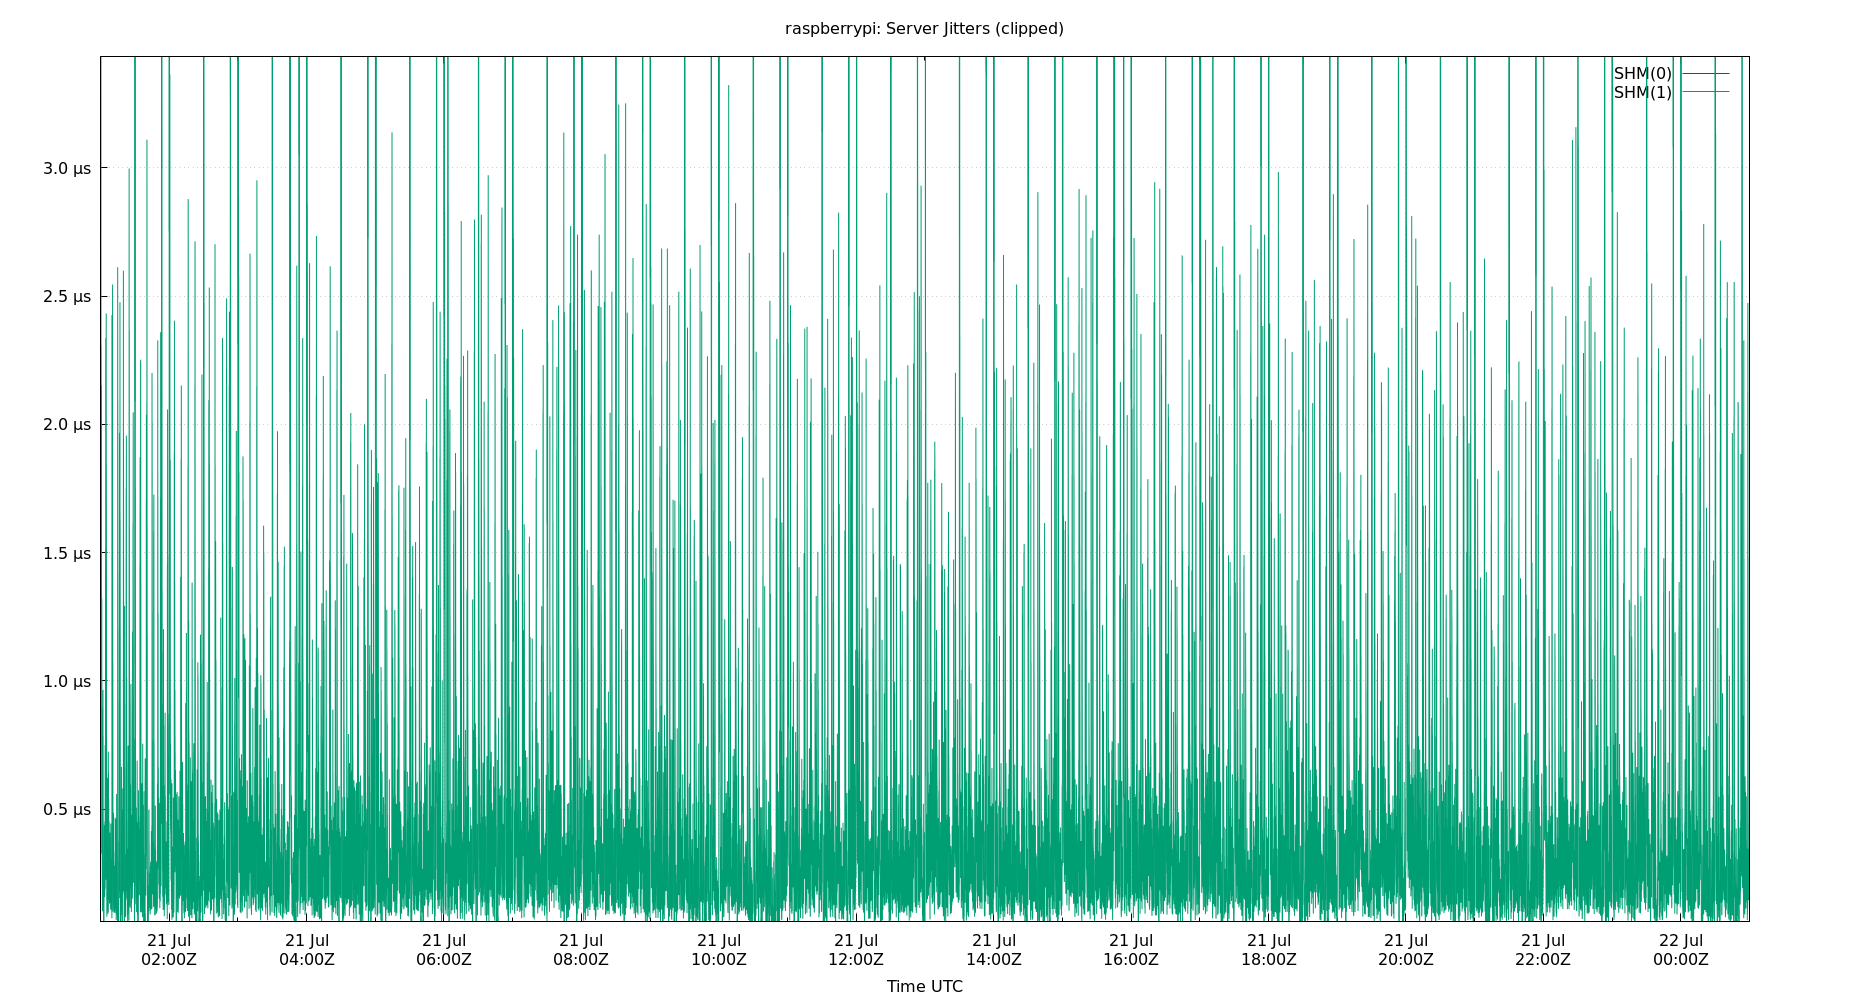 raspberrypi: Server Jitters (clipped)
SHM(0)
SHM(1)
3.0 µs
2.5 µs
2.0 µs
1.5 µs
1.0 µs
0.5 µs
21 Jul 21 Jul 21 Jul 21 Jul 21 Jul 21 Jul 21 Jul 21 Jul 21 Jul 21 Jul 21 Jul 22 Jul
02:00Z 04:00Z 06:00Z 08:00Z 10:00Z 12:00Z 14:00Z 16:00Z 18:00Z 20:00Z 22:00Z 00:00Z
Time UTC